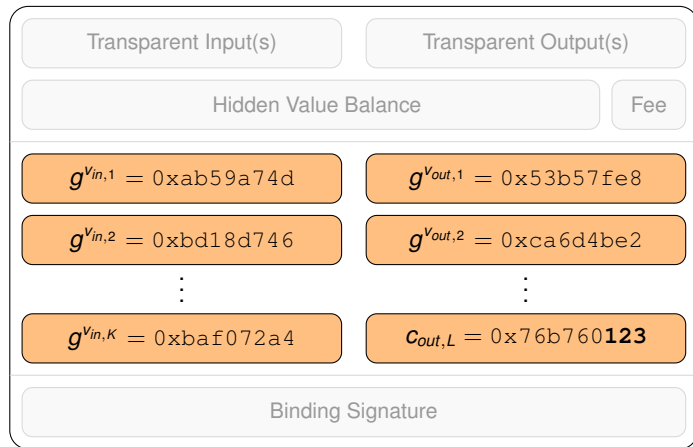 Transparent Input(s) Transparent Output(s)
Hidden Value Balance Fee
g^{v_{in,1}} = 0xab59a74d g^{v_{out,1}} = 0x53b57fe8
g^{v_{in,2}} = 0xbd18d746 g^{v_{out,2}} = 0xca6d4be2
⋮ ⋮
g^{v_{in,K}} = 0xbaf072a4 c_{out,L} = 0x76b760123
Binding Signature